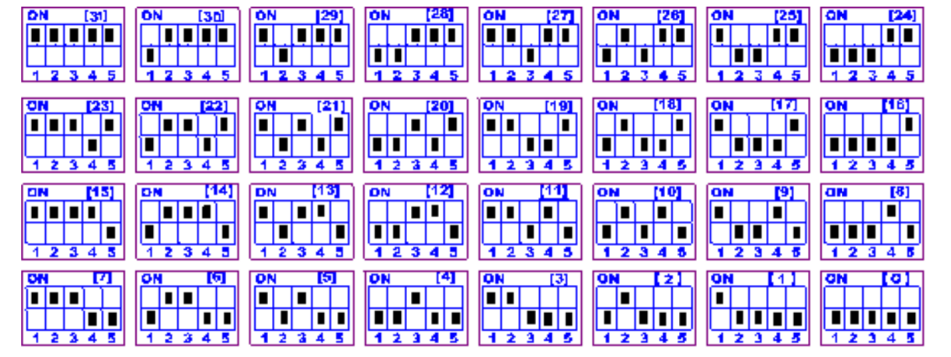 ON [31] ON [30] ON [29] ON [28] ON [27] ON [26] ON [25] ON [24]
1 2 3 4 5 1 2 3 4 5 1 2 3 4 5 1 2 3 4 5 1 2 3 4 5 1 2 3 4 5 1 2 3 4 5 1 2 3 4 5
ON [23] ON [22] ON [21] ON [20] ON [19] ON [18] ON [17] ON [16]
1 2 3 4 5 1 2 3 4 5 1 2 3 4 5 1 2 3 4 5 1 2 3 4 5 1 2 3 4 5 1 2 3 4 5 1 2 3 4 5
ON [15] ON [14] ON [13] ON [12] ON [11] ON [10] ON [9] ON [8]
1 2 3 4 5 1 2 3 4 5 1 2 3 4 5 1 2 3 4 5 1 2 3 4 5 1 2 3 4 5 1 2 3 4 5 1 2 3 4 5
ON [7] ON [6] ON [5] ON [4] ON [3] ON [2] ON [1] ON [0]
1 2 3 4 5 1 2 3 4 5 1 2 3 4 5 1 2 3 4 5 1 2 3 4 5 1 2 3 4 5 1 2 3 4 5 1 2 3 4 5